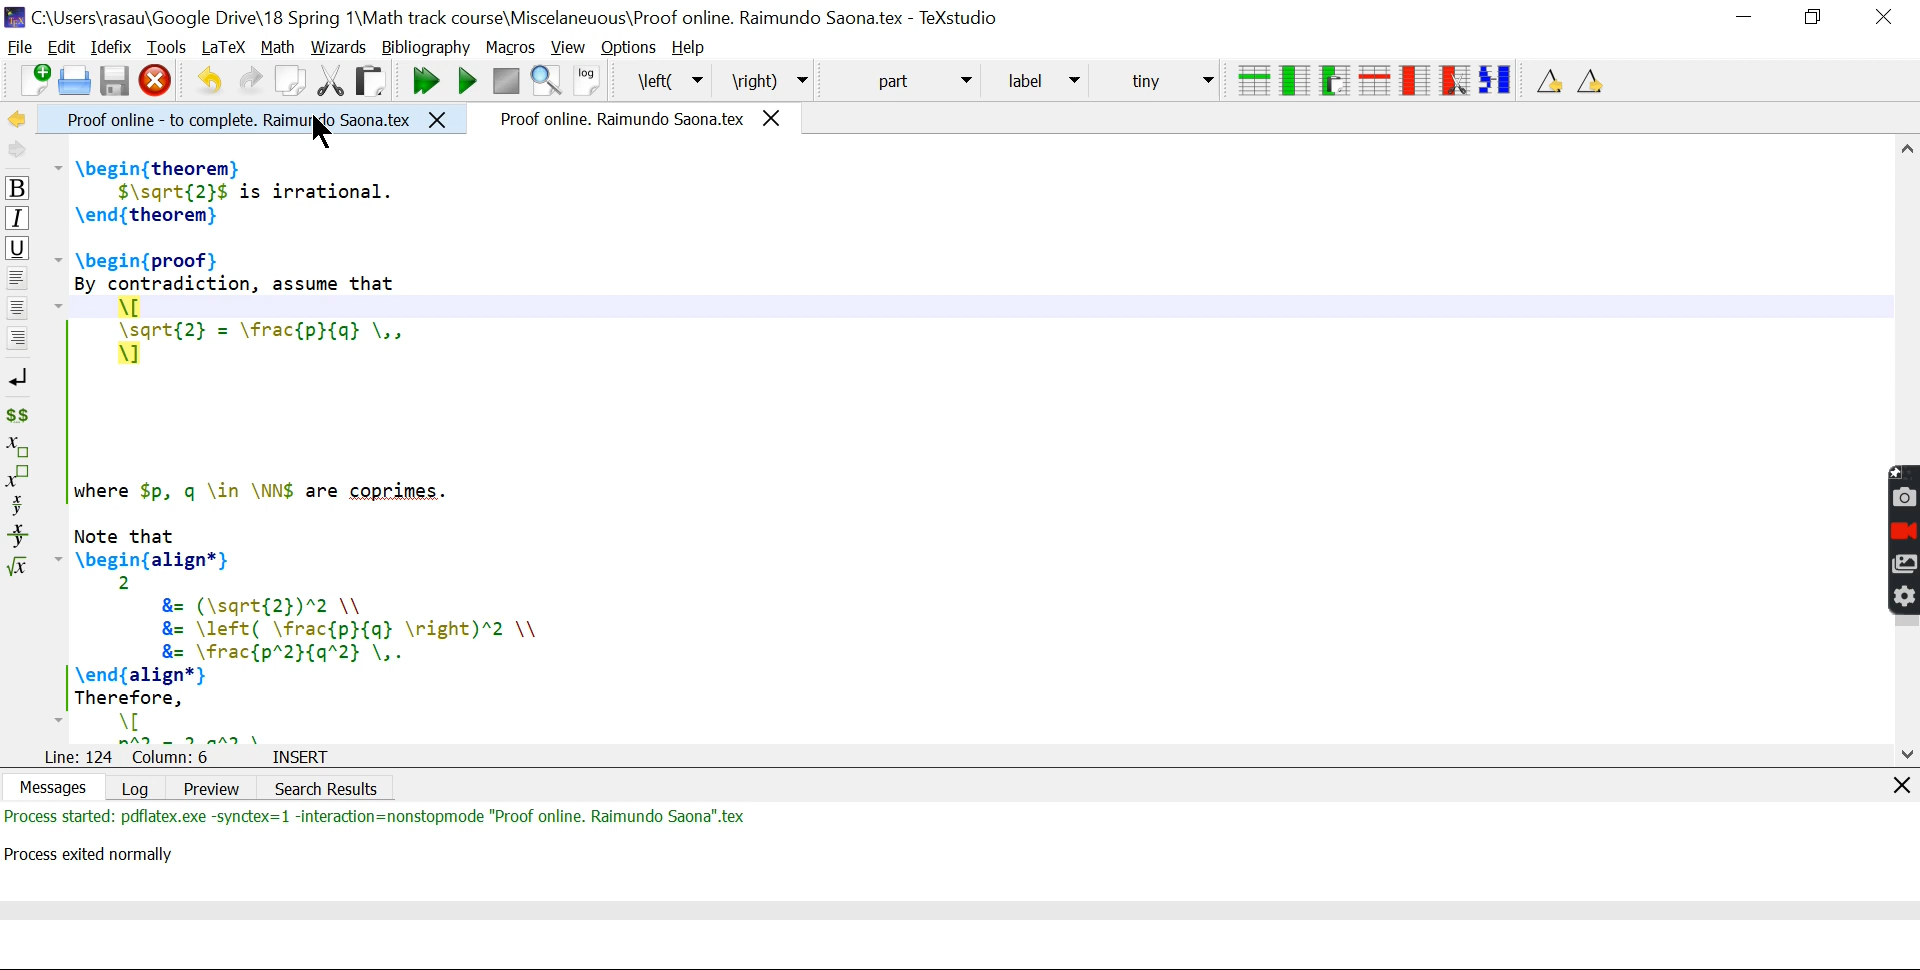 C:\Users\rasau\Google Drive\18 Spring 1\Math track course\Miscelaneuous\Proof online. Raimundo Saona.tex - TeXstudio
File Edit Idefix Tools LaTeX Math Wizards Bibliography Macros View Options Help
log \left( \right) part label tiny
Proof online - to complete. Raimundo Saona.tex Proof online. Raimundo Saona.tex
\begin{theorem}
$\sqrt{2}$ is irrational.
\end{theorem}
\begin{proof}
By contradiction, assume that
\[
\sqrt{2} = \frac{p}{q} \,,
\]
where $p, q \in \NN$ are coprimes.
Note that
\begin{align*}
2
&= (\sqrt{2})^2 \\
&= \left( \frac{p}{q} \right)^2 \\
&= \frac{p^2}{q^2} \,.
\end{align*}
Therefore,
\[
Line: 124 Column: 6 INSERT
Messages Log Preview Search Results
Process started: pdflatex.exe -synctex=1 -interaction=nonstopmode "Proof online. Raimundo Saona".tex
Process exited normally